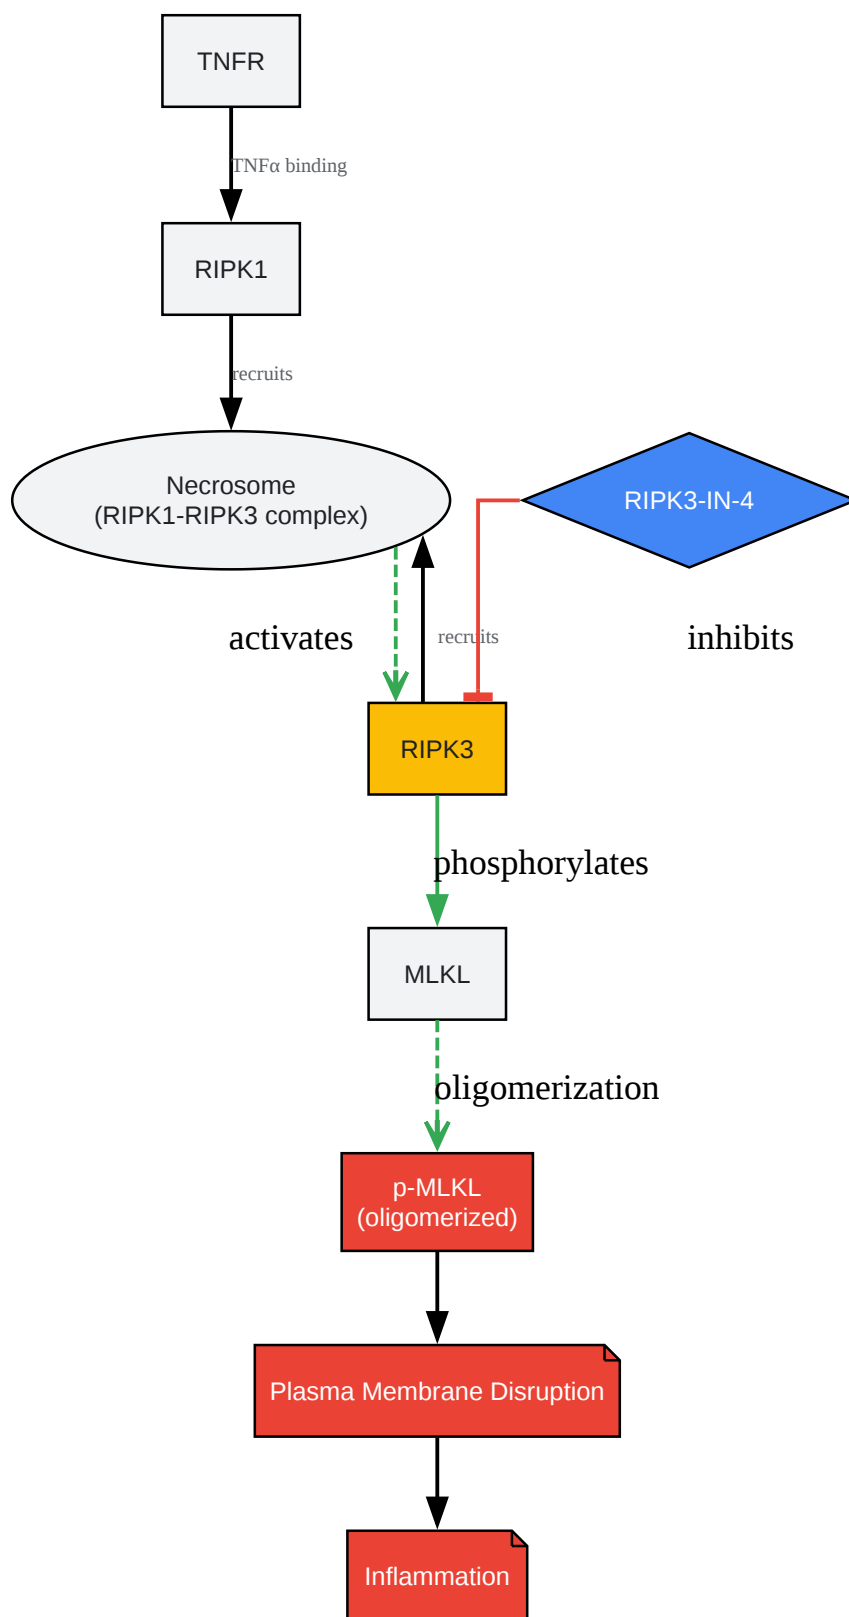 TNFR
TNFα binding
RIPK1
recruits
Necrosome
(RIPK1-RIPK3 complex)
RIPK3-IN-4
activates
recruits
inhibits
RIPK3
phosphorylates
MLKL
oligomerization
p-MLKL
(oligomerized)
Plasma Membrane Disruption
Inflammation